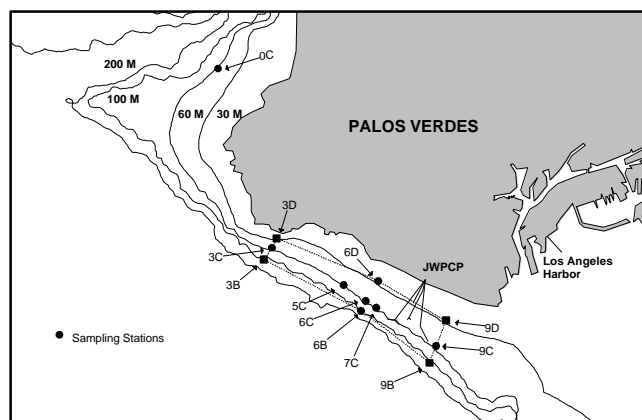 200 M
0C
100 M
60 M
30 M
PALOS VERDES
3D
3C
6D
JWPCP
Los Angeles
Harbor
3B
5C
6C
9D
6B
9C
7C
9B
Sampling Stations